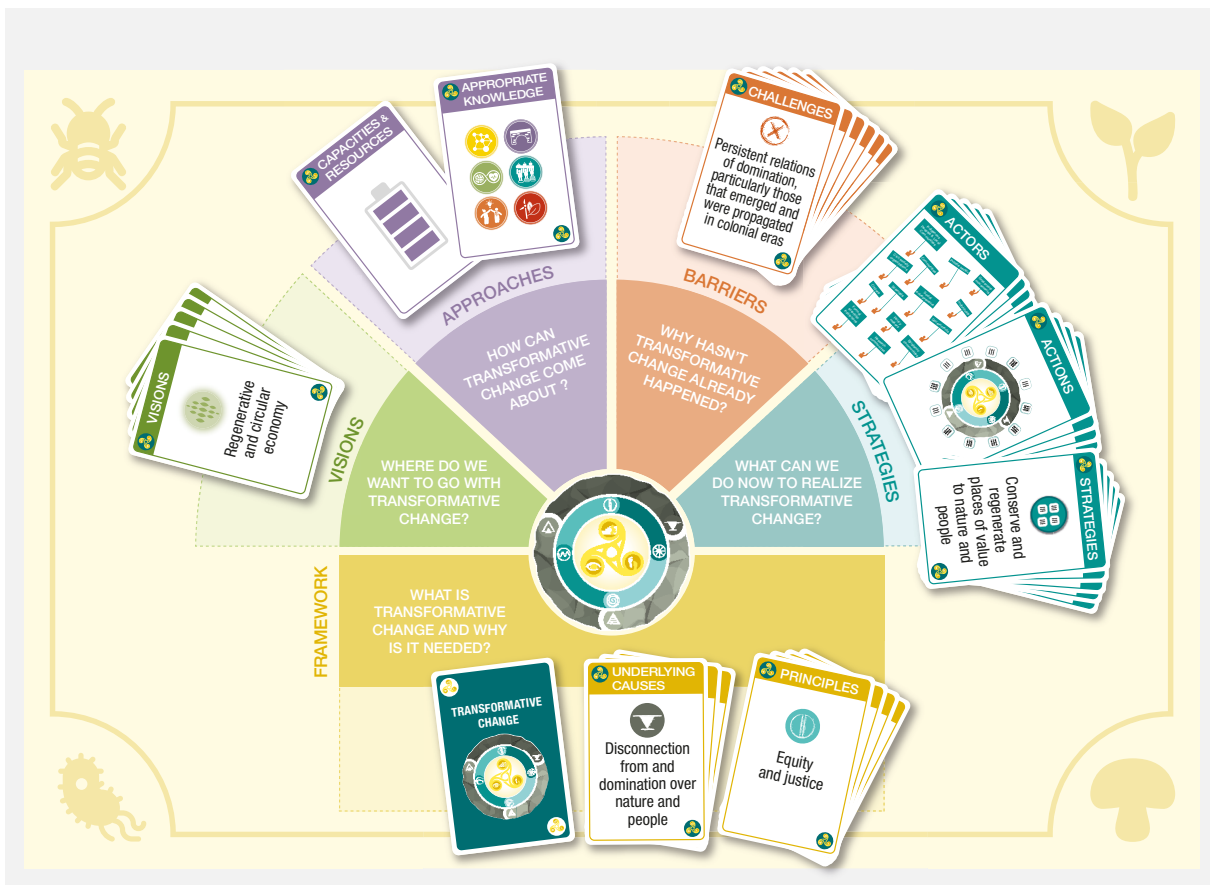 APPROPRIATE
KNOWLEDGE
CAPACITIES &
RESOURCES
CHALLENGES
Persistent relations
of domination,
particularly those
that emerged and
were propagated
in colonial eras
ACTORS
ACTIONS
STRATEGIES
Conserve and
regenerate
places of value
to nature and
people
VISIONS
Regenerative
and circular
economy
APPROACHES
HOW CAN
TRANSFORMATIVE
CHANGE COME
ABOUT ?
BARRIERS
WHY HASN'T
TRANSFORMATIVE
CHANGE ALREADY
HAPPENED?
VISIONS
WHERE DO WE
WANT TO GO WITH
TRANSFORMATIVE
CHANGE?
STRATEGIES
WHAT CAN WE
DO NOW TO REALIZE
TRANSFORMATIVE
CHANGE?
FRAMEWORK
WHAT IS
TRANSFORMATIVE
CHANGE AND WHY
IS IT NEEDED?
TRANSFORMATIVE
CHANGE
UNDERLYING
CAUSES
Disconnection
from and
domination over
nature and
people
PRINCIPLES
Equity
and justice